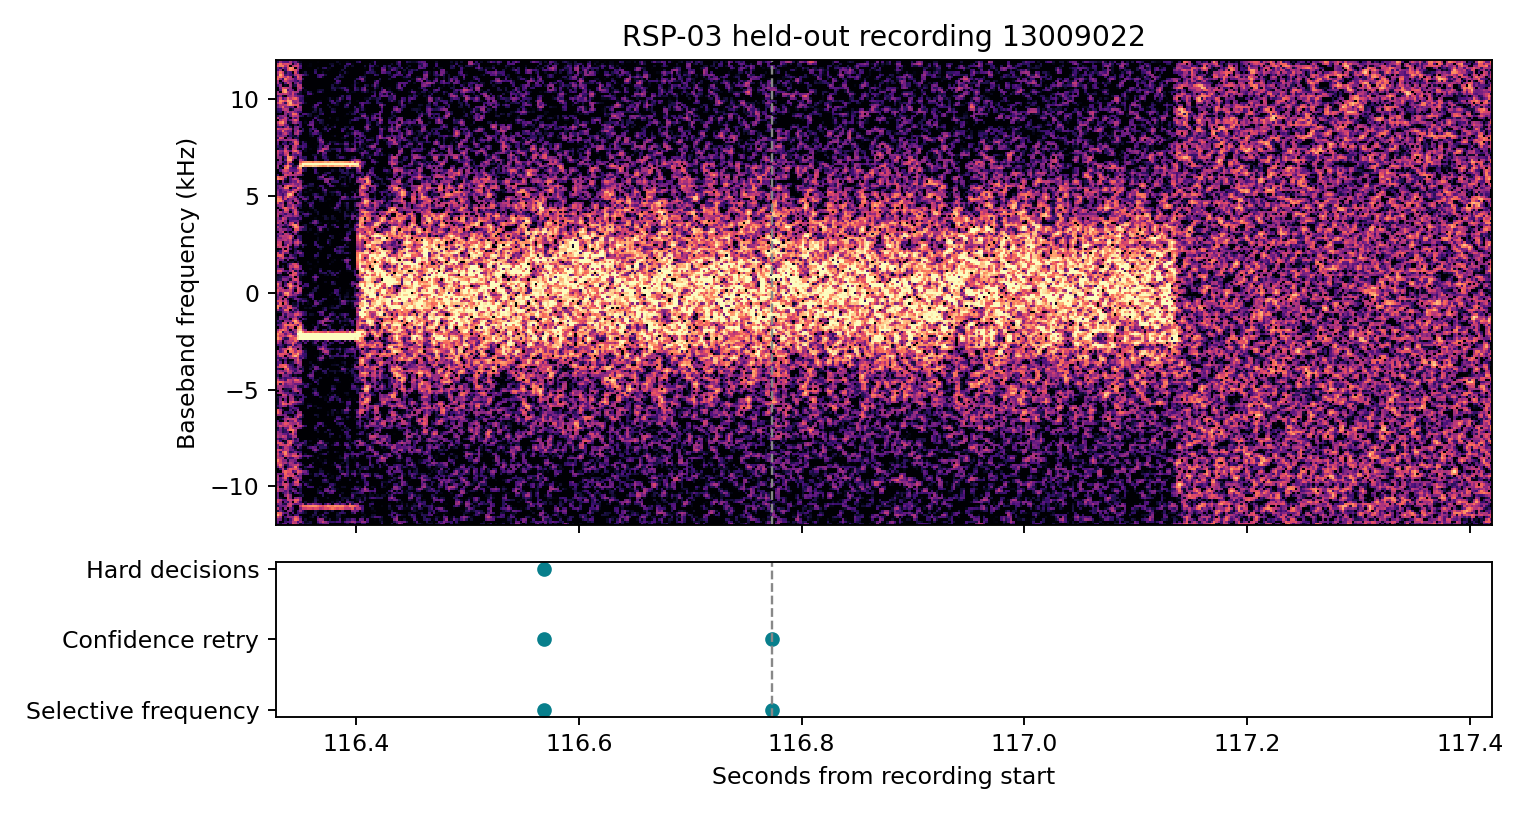 RSP-03 held-out recording 13009022
Baseband frequency (kHz)
10
5
0
−5
−10
Hard decisions
Confidence retry
Selective frequency
116.4 116.6 116.8 117.0 117.2 117.4
Seconds from recording start